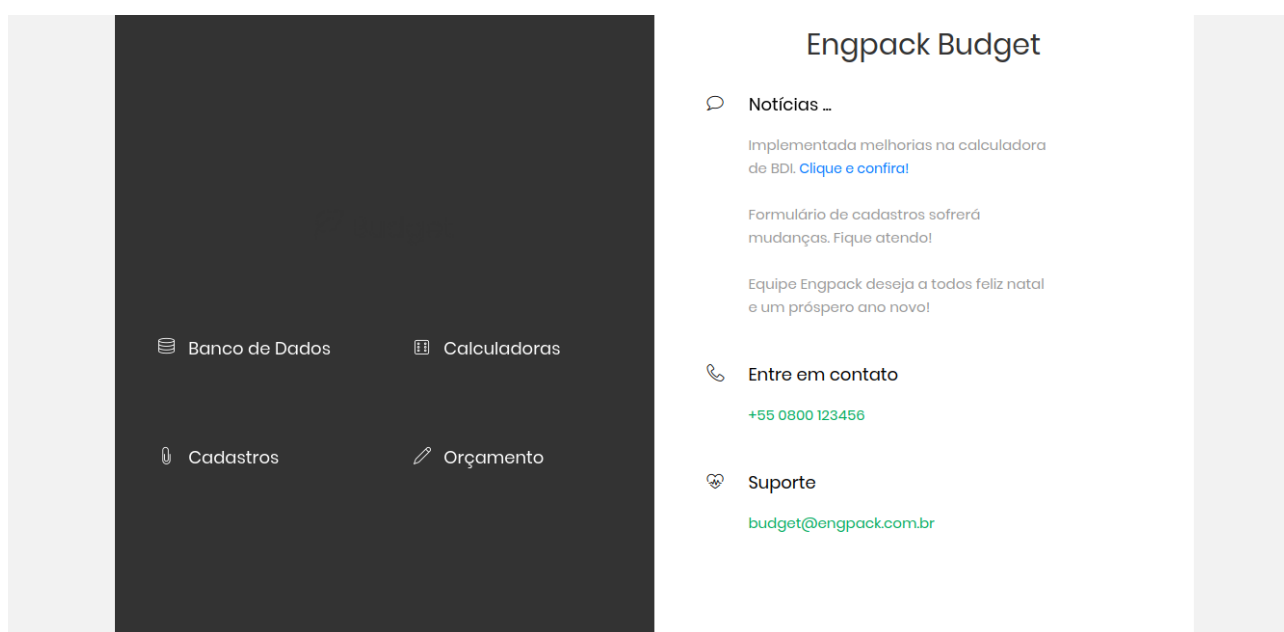 Banco de Dados
Calculadoras
Cadastros
Orçamento
Engpack Budget
Notícias ...
Implementada melhorias na calculadora
de BDI. Clique e confira!
Formulário de cadastros sofrerá
mudanças. Fique atendo!
Equipe Engpack deseja a todos feliz natal
e um próspero ano novo!
Entre em contato
+55 0800 123456
Suporte
budget@engpack.com.br